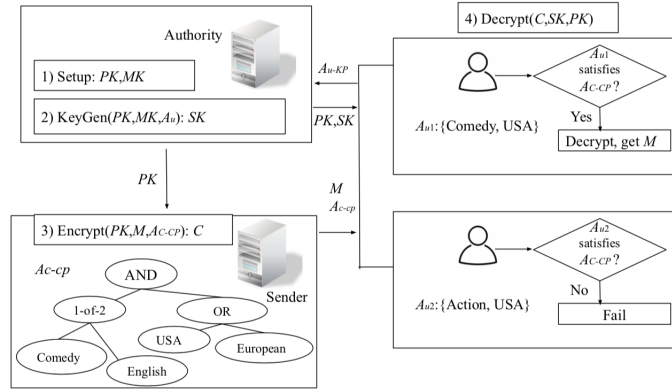 Authority
1) Setup: PK,MK
2) KeyGen(PK,MK,Au): SK
Au-KP
PK,SK
PK
M
Ac-cp
3) Encrypt(PK,M,AC-CP): C
Sender
Ac-cp
AND
1-of-2
OR
Comedy
English
USA
European
4) Decrypt(C,SK,PK)
Au1
satisfies
AC-CP?
Yes
Au1:{Comedy, USA}
Decrypt, get M
Au2
satisfies
AC-CP?
No
Au2:{Action, USA}
Fail